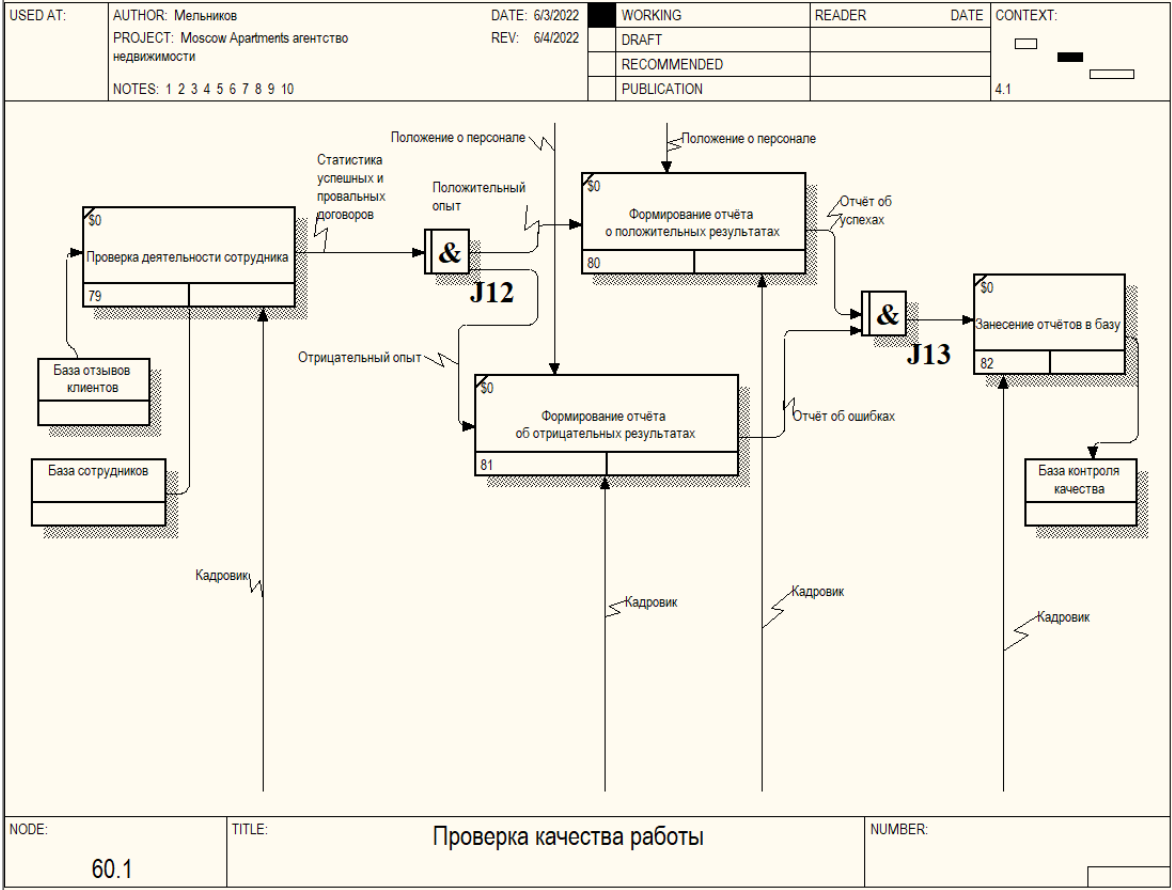 USED AT:
AUTHOR: Мельников
DATE: 6/3/2022
PROJECT: Moscow Apartments агентство
недвижимости
REV: 6/4/2022
NOTES: 1 2 3 4 5 6 7 8 9 10
WORKING
DRAFT
RECOMMENDED
PUBLICATION
READER
DATE
CONTEXT:
4.1
Положение о персонале
Положение о персонале
Статистика
успешных и
провальных
договоров
Положительный
опыт
$0
Проверка деятельности сотрудника
79
&
J12
$0
Формирование отчёта
о положительных результатах
80
Отчёт об
успехах
&
J13
$0
Занесение отчётов в базу
82
База отзывов
клиентов
Отрицательный опыт
$0
Формирование отчёта
об отрицательных результатах
81
Отчёт об ошибках
База сотрудников
База контроля
качества
Кадровик
Кадровик
Кадровик
Кадровик
NODE:
60.1
TITLE:
Проверка качества работы
NUMBER: